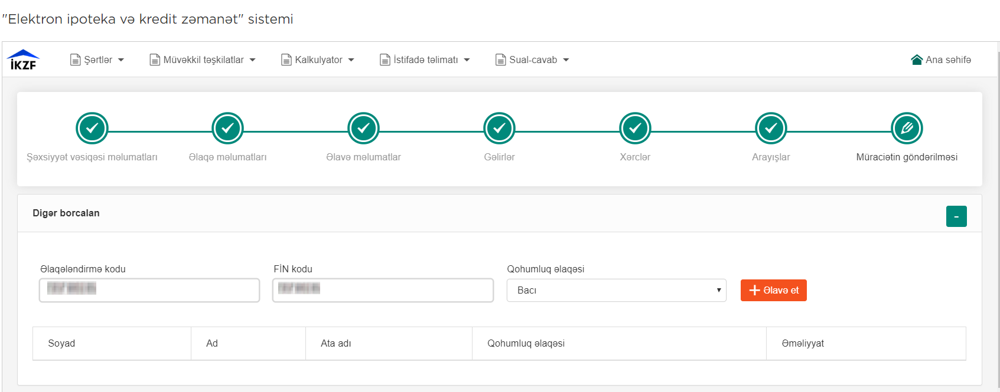 "Elektron ipoteka və kredit zəmanət" sistemi
İKZF Şərtlər Müvəkkil təşkilatlar Kalkulyator İstifadə təlimatı Sual-cavab Ana səhifə
Şəxsiyyət vəsiqəsi məlumatları Əlaqə məlumatları Əlavə məlumatlar Gəlirlər Xərclər Arayışlar Müraciətin göndərilməsi
Digər borcalan -
Əlaqələndirmə kodu FİN kodu Qohumluq əlaqəsi
Bacı + Əlavə et
Soyad Ad Ata adı Qohumluq əlaqəsi Əməliyyat